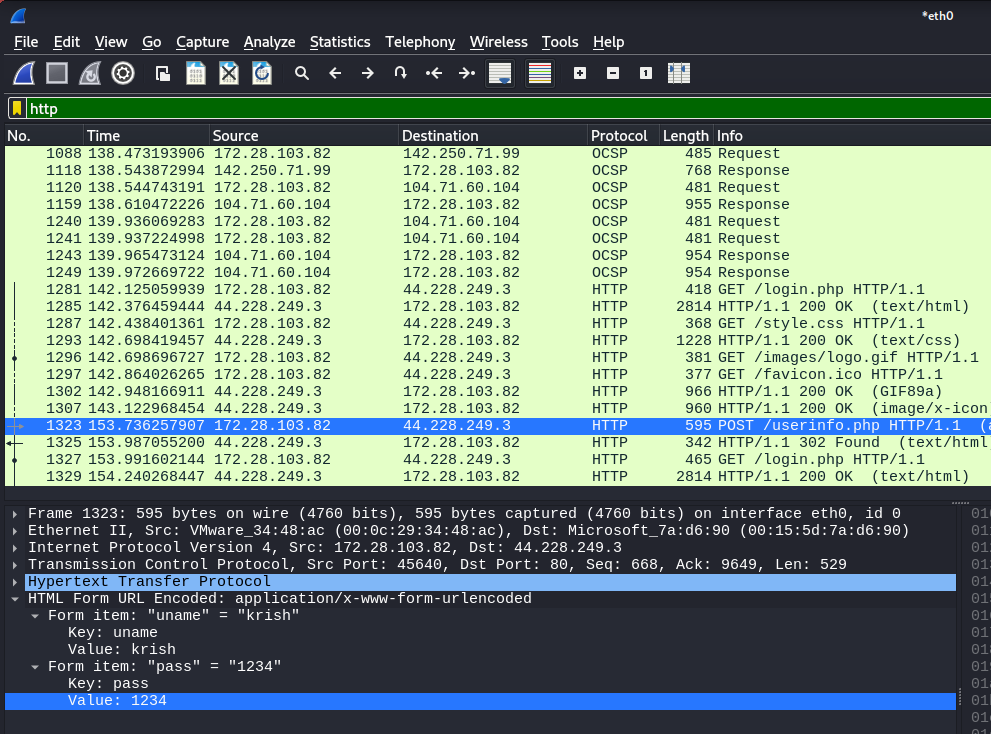 *eth0
File Edit View Go Capture Analyze Statistics Telephony Wireless Tools Help
http
No. Time Source Destination Protocol Length Info
1088 138.473193906 172.28.103.82 142.250.71.99 OCSP 485 Request
1118 138.543872994 142.250.71.99 172.28.103.82 OCSP 768 Response
1120 138.544743191 172.28.103.82 104.71.60.104 OCSP 481 Request
1159 138.610472226 104.71.60.104 172.28.103.82 OCSP 955 Response
1240 139.936069283 172.28.103.82 104.71.60.104 OCSP 481 Request
1241 139.937224998 172.28.103.82 104.71.60.104 OCSP 481 Request
1243 139.965473124 104.71.60.104 172.28.103.82 OCSP 954 Response
1249 139.972669722 104.71.60.104 172.28.103.82 OCSP 954 Response
1281 142.125059939 172.28.103.82 44.228.249.3 HTTP 418 GET /login.php HTTP/1.1
1285 142.376459444 44.228.249.3 172.28.103.82 HTTP 2814 HTTP/1.1 200 OK (text/html)
1287 142.438401361 172.28.103.82 44.228.249.3 HTTP 368 GET /style.css HTTP/1.1
1293 142.698419457 44.228.249.3 172.28.103.82 HTTP 1228 HTTP/1.1 200 OK (text/css)
1296 142.698696727 172.28.103.82 44.228.249.3 HTTP 381 GET /images/logo.gif HTTP/1.1
1297 142.864026265 172.28.103.82 44.228.249.3 HTTP 377 GET /favicon.ico HTTP/1.1
1302 142.948166911 44.228.249.3 172.28.103.82 HTTP 966 HTTP/1.1 200 OK (GIF89a)
1307 143.122968454 44.228.249.3 172.28.103.82 HTTP 960 HTTP/1.1 200 OK (image/x-icon
1323 153.736257907 172.28.103.82 44.228.249.3 HTTP 595 POST /userinfo.php HTTP/1.1 (a
1325 153.987055200 44.228.249.3 172.28.103.82 HTTP 342 HTTP/1.1 302 Found (text/html
1327 153.991602144 172.28.103.82 44.228.249.3 HTTP 465 GET /login.php HTTP/1.1
1329 154.240268447 44.228.249.3 172.28.103.82 HTTP 2814 HTTP/1.1 200 OK (text/html)
Frame 1323: 595 bytes on wire (4760 bits), 595 bytes captured (4760 bits) on interface eth0, id 0
Ethernet II, Src: VMware_34:48:ac (00:0c:29:34:48:ac), Dst: Microsoft_7a:d6:90 (00:15:5d:7a:d6:90)
Internet Protocol Version 4, Src: 172.28.103.82, Dst: 44.228.249.3
Transmission Control Protocol, Src Port: 45640, Dst Port: 80, Seq: 668, Ack: 9649, Len: 529
Hypertext Transfer Protocol
HTML Form URL Encoded: application/x-www-form-urlencoded
Form item: "uname" = "krish"
Key: uname
Value: krish
Form item: "pass" = "1234"
Key: pass
Value: 1234